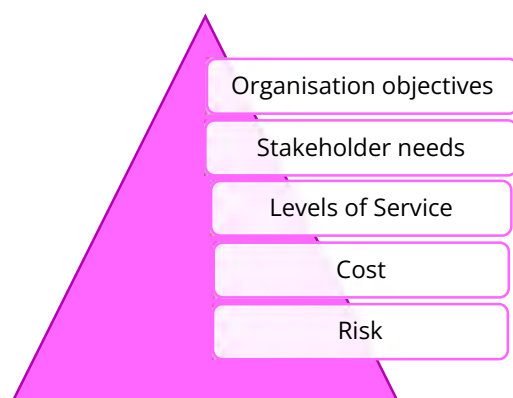 Organisation objectives
Stakeholder needs
Levels of Service
Cost
Risk